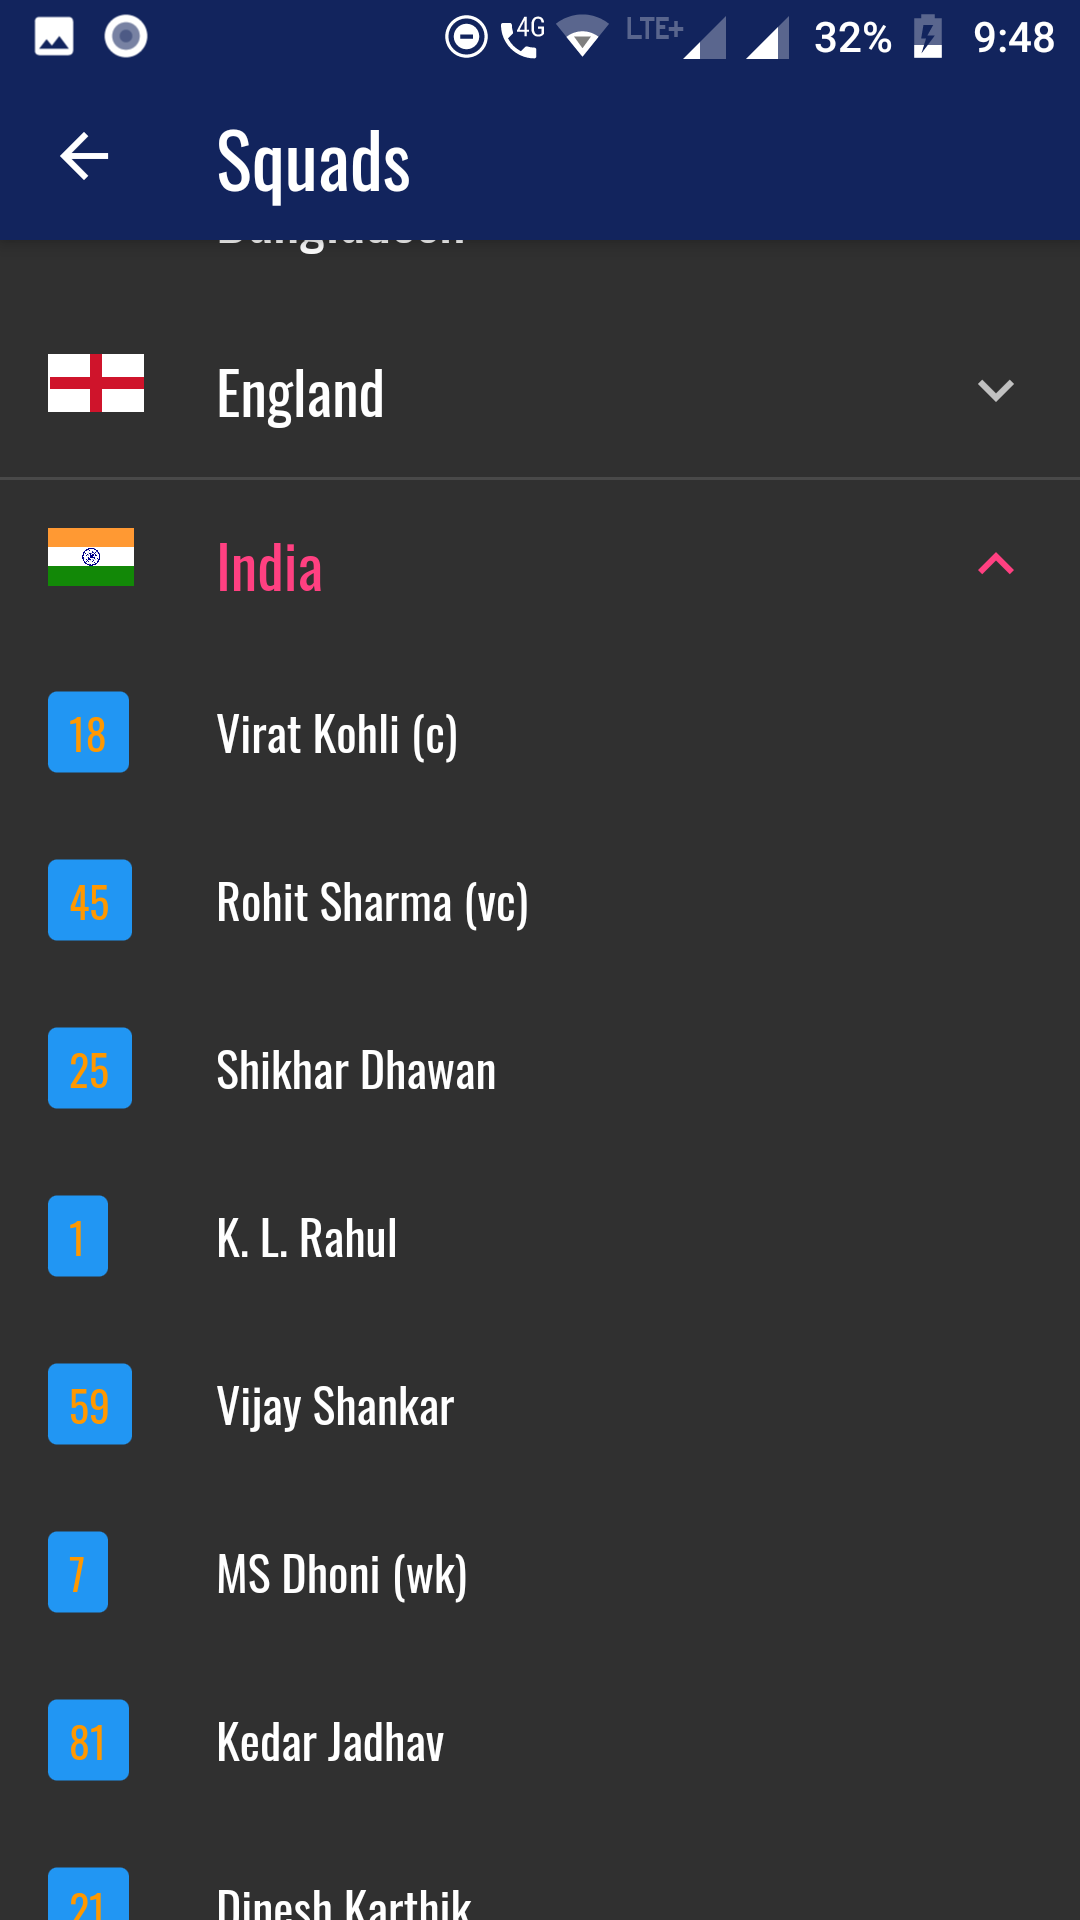 4G LTE+ 32% 9:48
Squads
England
India
18 Virat Kohli (c)
45 Rohit Sharma (vc)
25 Shikhar Dhawan
1 K. L. Rahul
59 Vijay Shankar
7 MS Dhoni (wk)
81 Kedar Jadhav
21 Dinesh Karthik